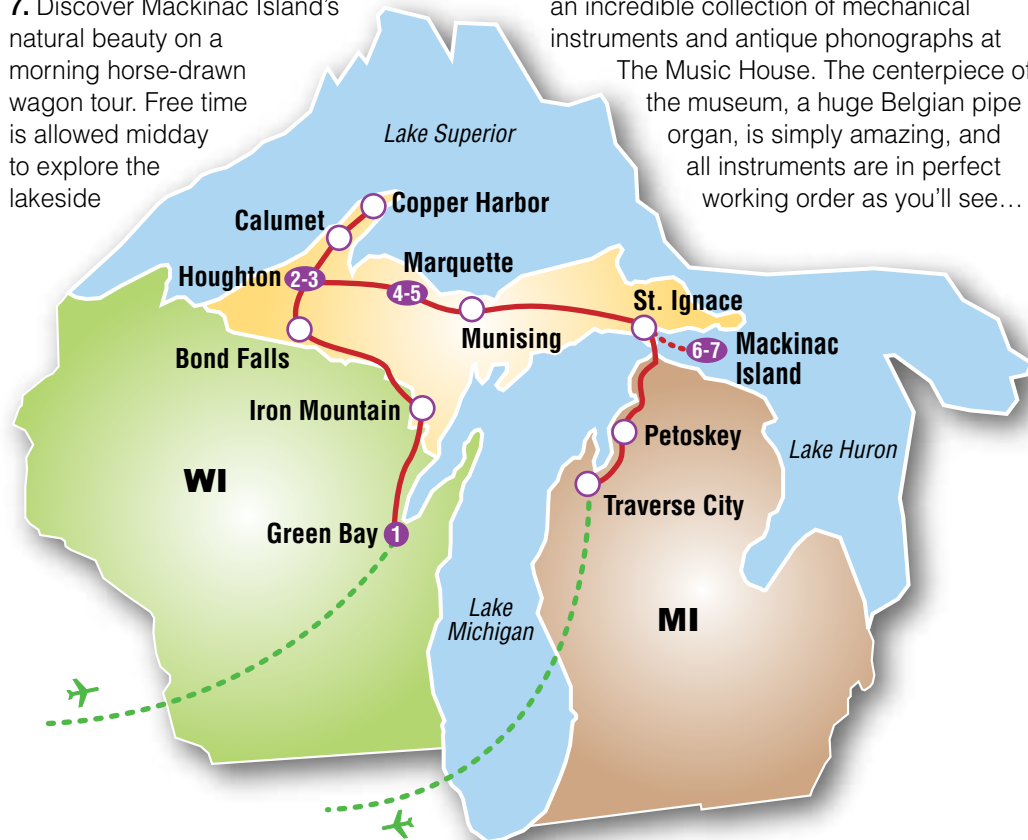 7. Discover Mackinac Island's
natural beauty on a
morning horse-drawn
wagon tour. Free time
is allowed midday
to explore the
lakeside
an incredible collection of mechanical
instruments and antique phonographs at
The Music House. The centerpiece of
the museum, a huge Belgian pipe
organ, is simply amazing, and
all instruments are in perfect
working order as you'll see…
Lake Superior
Copper Harbor
Calumet
Houghton 2-3
Marquette
4-5
St. Ignace
Munising
6-7 Mackinac
Island
Bond Falls
Iron Mountain
Petoskey
Lake Huron
WI
Traverse City
Green Bay 1
Lake
Michigan
MI